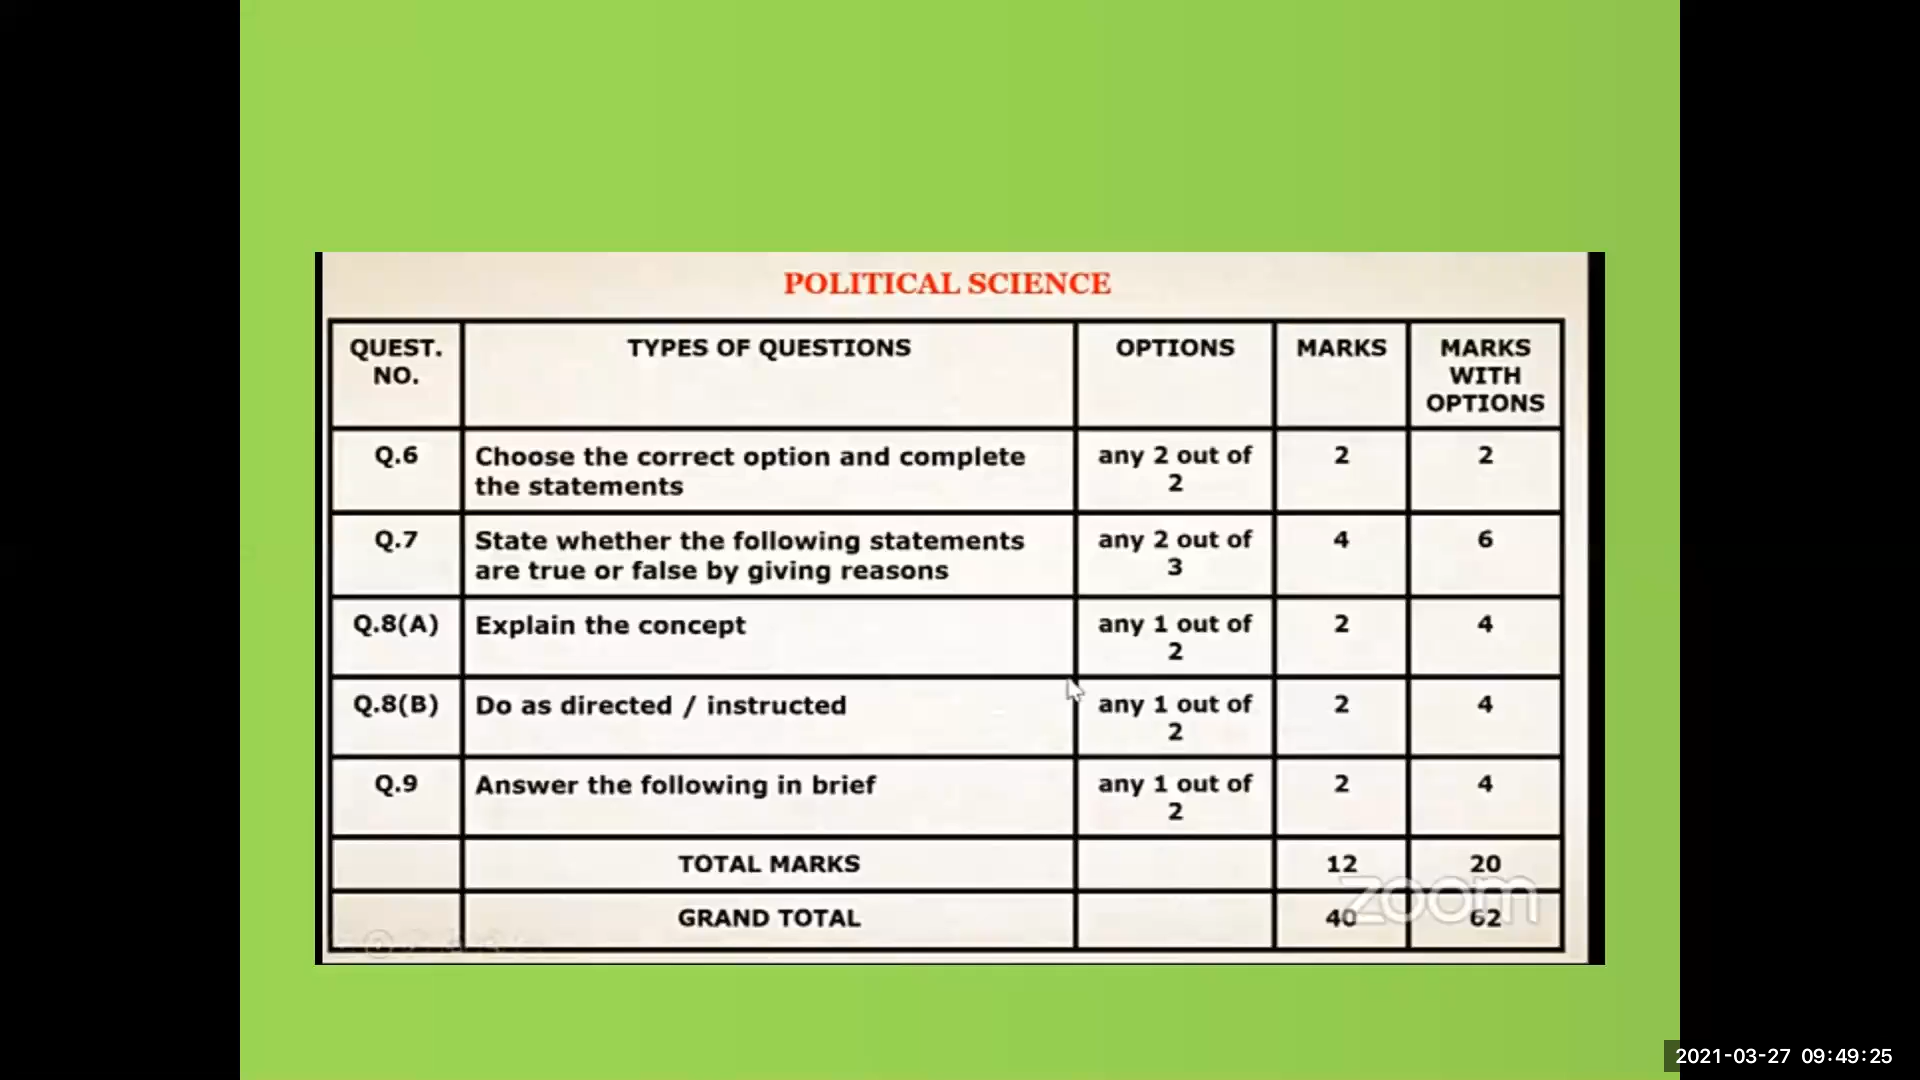 POLITICAL SCIENCE
QUEST. NO.
TYPES OF QUESTIONS
OPTIONS
MARKS
MARKS WITH OPTIONS
Q.6
Choose the correct option and complete
the statements
any 2 out of
2
2
2
Q.7
State whether the following statements
are true or false by giving reasons
any 2 out of
3
4
6
Q.8(A)
Explain the concept
any 1 out of
2
2
4
Q.8(B)
Do as directed / instructed
any 1 out of
2
2
4
Q.9
Answer the following in brief
any 1 out of
2
2
4
TOTAL MARKS
12
20
GRAND TOTAL
40
62
zoom
2021-03-27 09:49:25